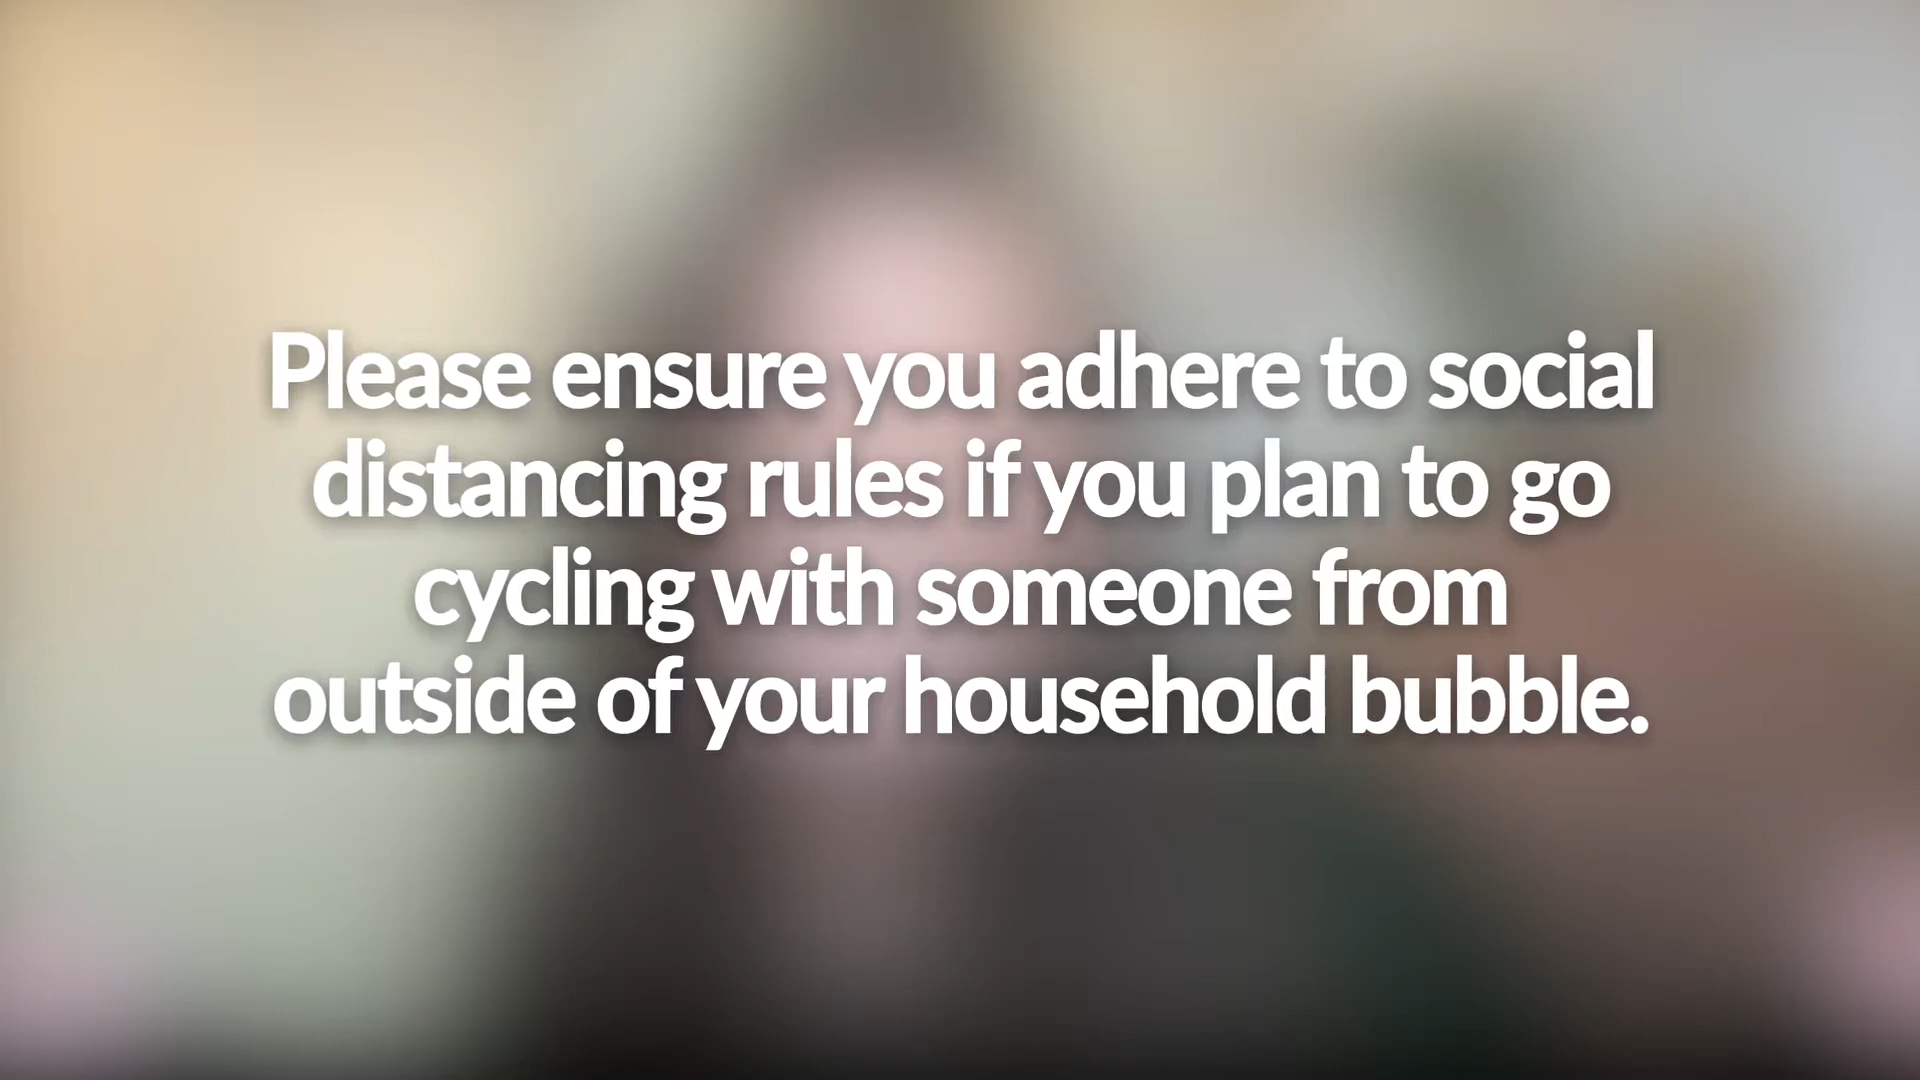 Please ensure you adhere to social
distancing rules if you plan to go
cycling with someone from
outside of your household bubble.